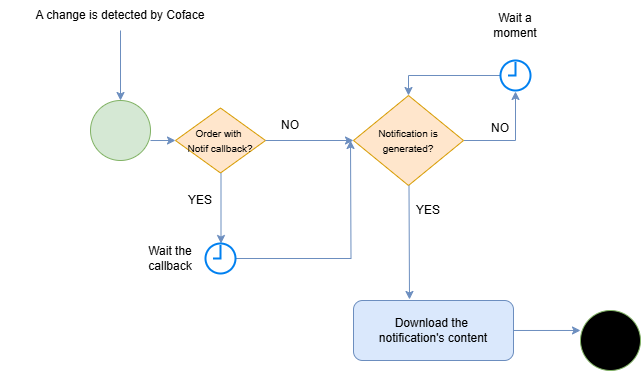 A change is detected by Coface
Wait a
moment
Order with
Notif callback?
NO
Notification is
generated?
NO
YES
YES
Wait the
callback
Download the
notification's content